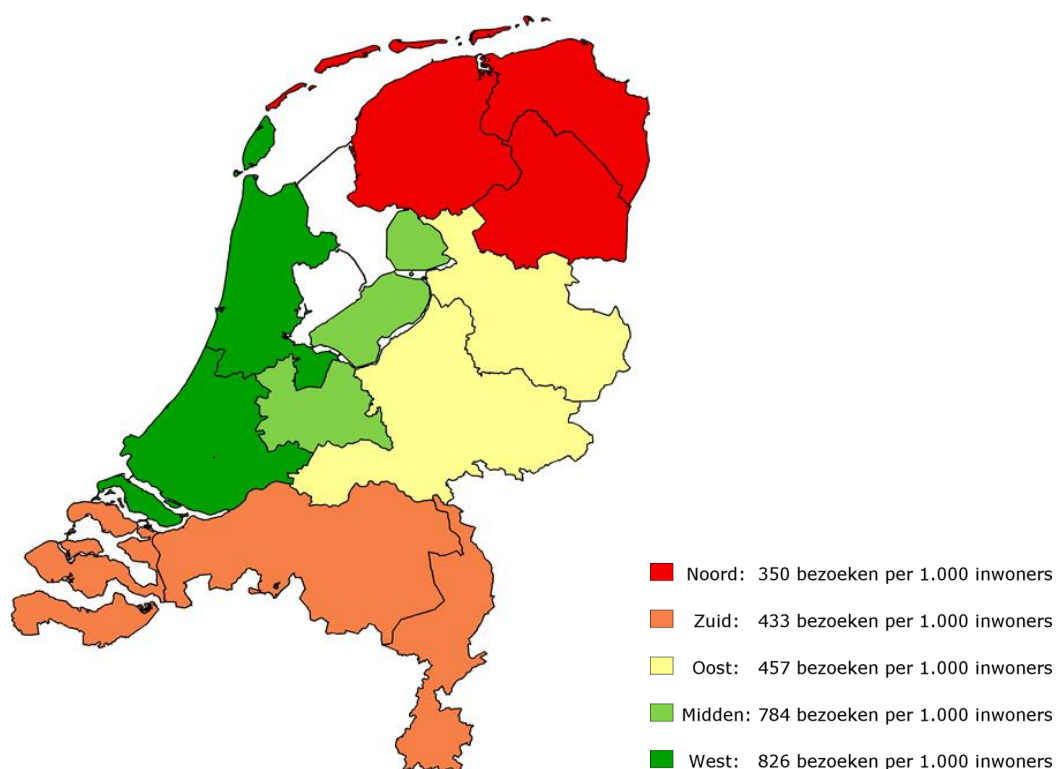 Noord: 350 bezoeken per 1.000 inwoners
Zuid: 433 bezoeken per 1.000 inwoners
Oost: 457 bezoeken per 1.000 inwoners
Midden: 784 bezoeken per 1.000 inwoners
West: 826 bezoeken per 1.000 inwoners